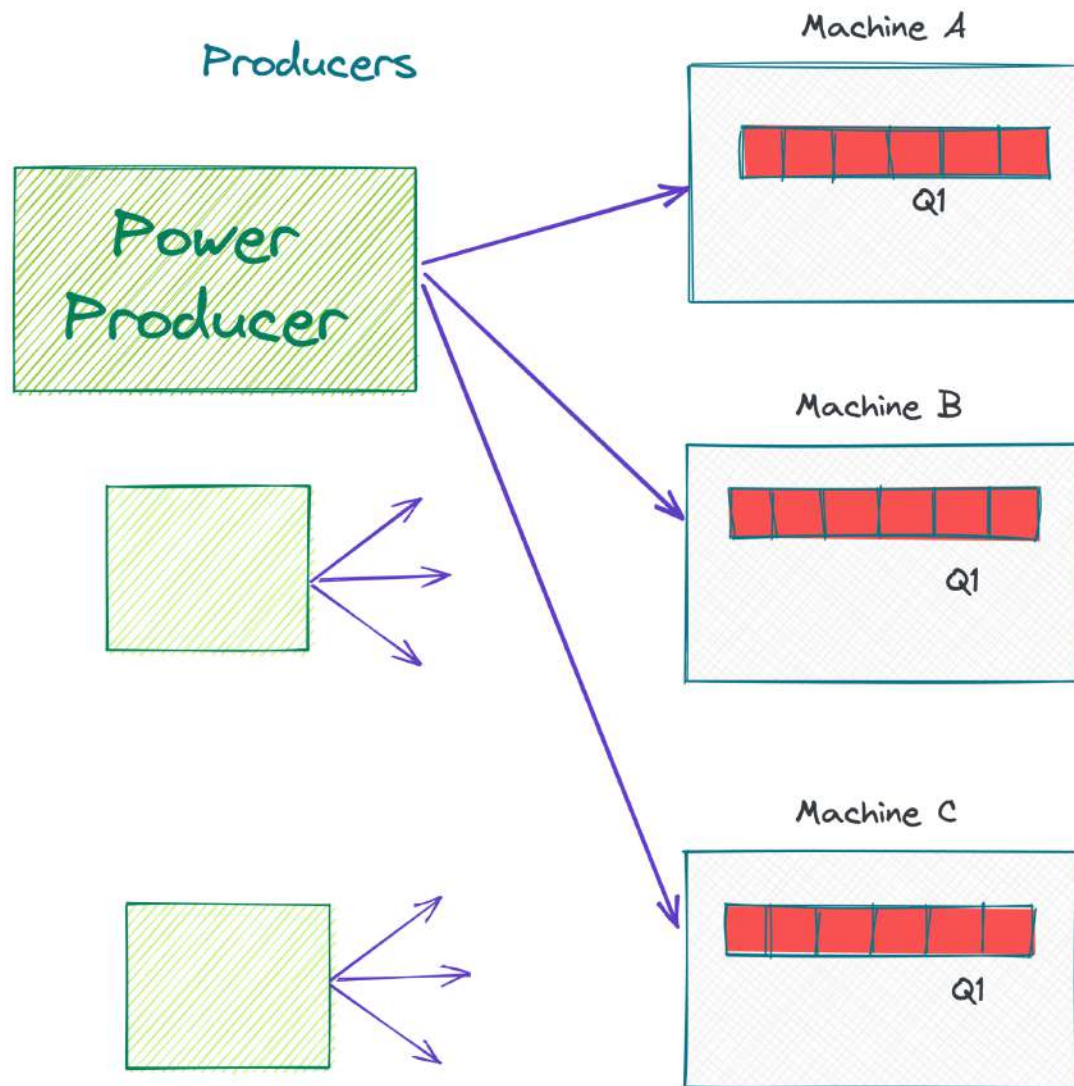 Producers
Machine A
Q1
Power
Producer
Machine B
Q1
Machine C
Q1